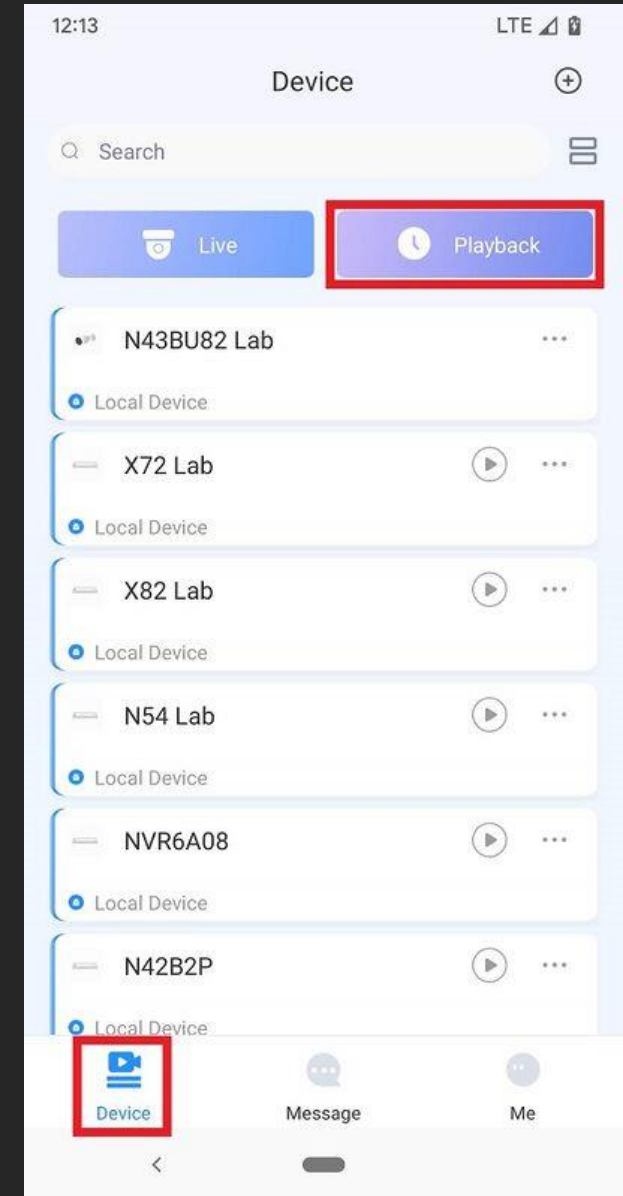 12:13 LTE
Device
Search
Live Playback
N43BU82 Lab
Local Device
X72 Lab
Local Device
X82 Lab
Local Device
N54 Lab
Local Device
NVR6A08
Local Device
N42B2P
Local Device
Device Message Me